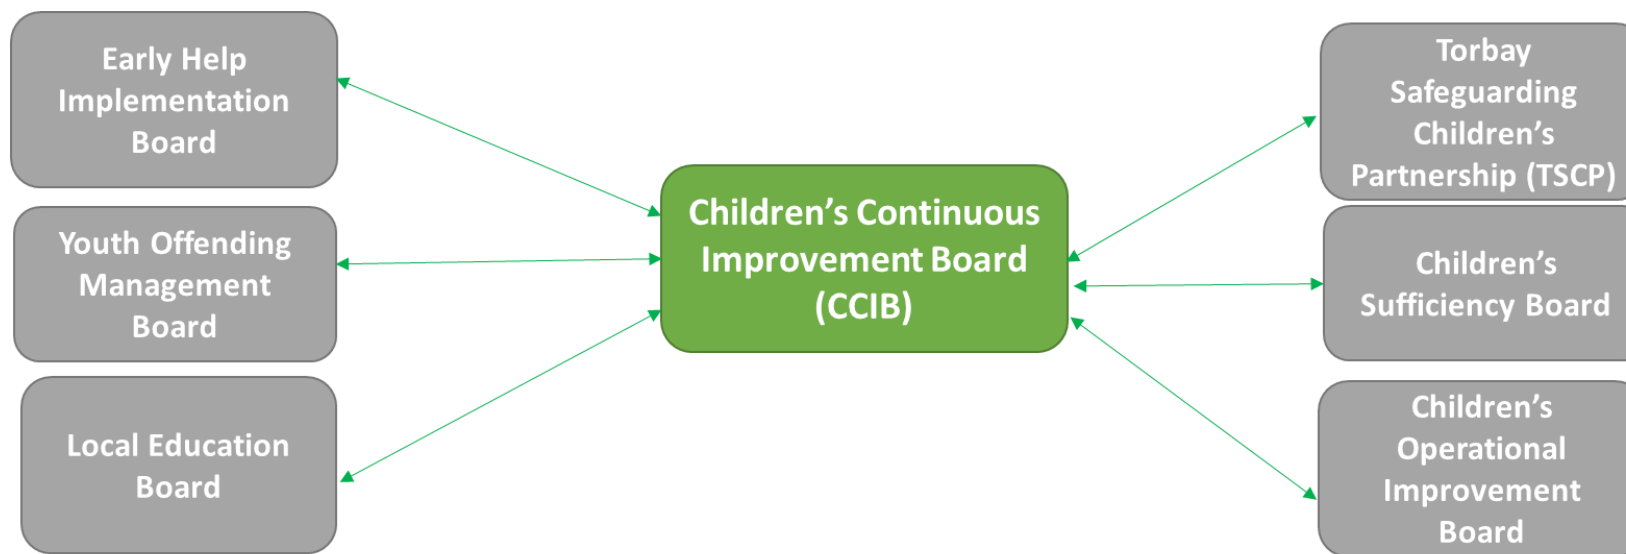 Early Help
Implementation
Board
Youth Offending
Management
Board
Local Education
Board
Children’s Continuous
Improvement Board
(CCIB)
Torbay
Safeguarding
Children’s
Partnership (TSCP)
Children’s
Sufficiency Board
Children’s
Operational
Improvement
Board